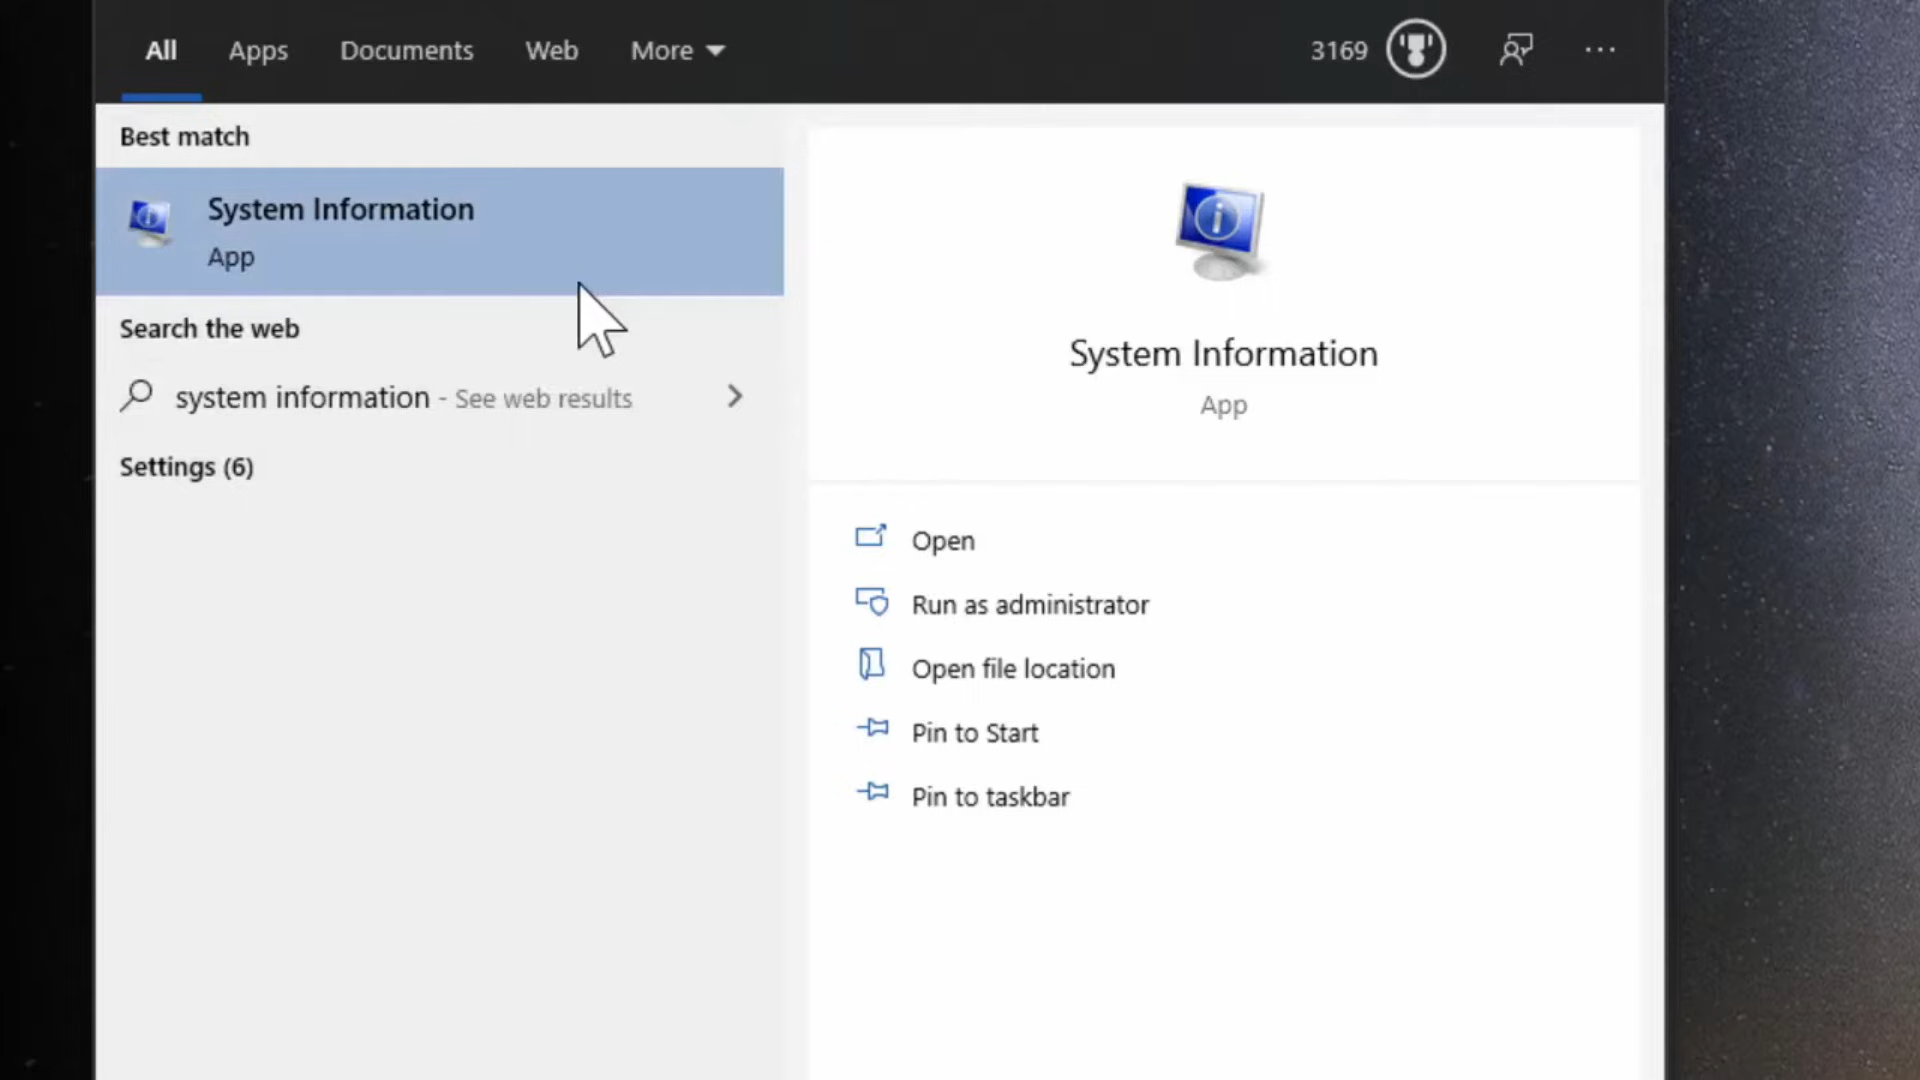 All Apps Documents Web More 3169
Best match
System Information
App
Search the web
system information - See web results
Settings (6)
System Information
App
Open
Run as administrator
Open file location
Pin to Start
Pin to taskbar